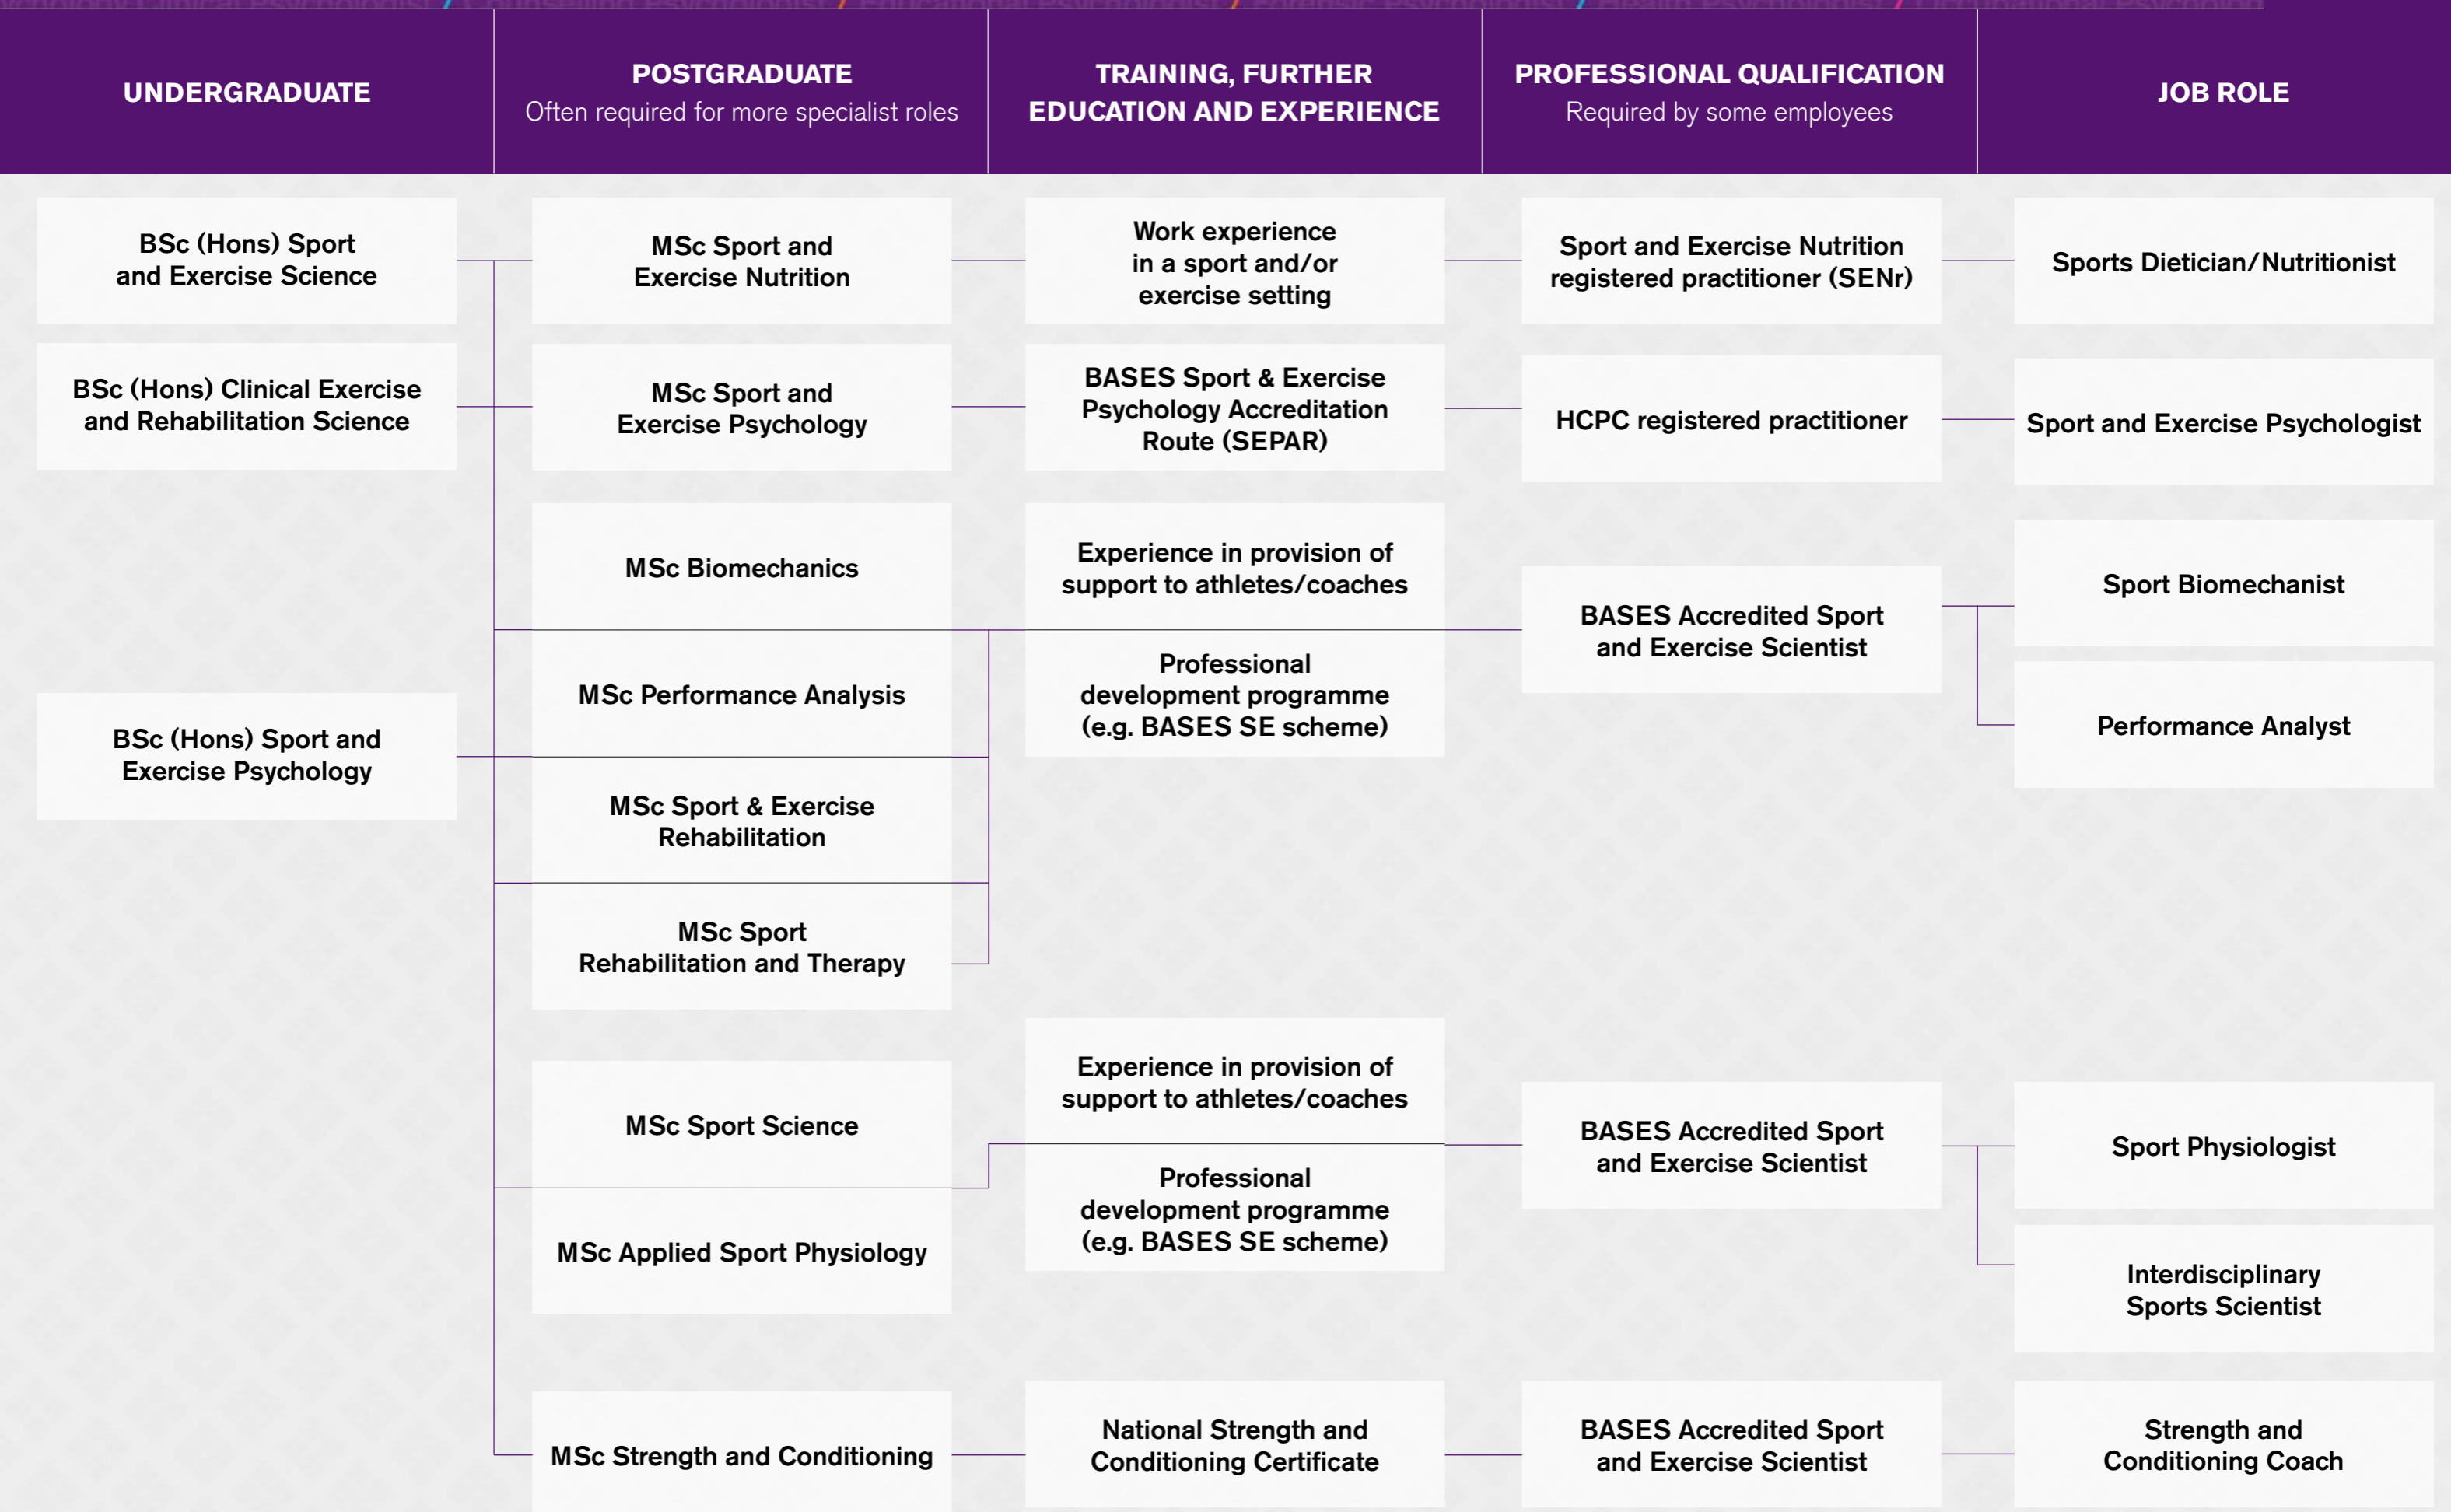 UNDERGRADUATE
POSTGRADUATE
Often required for more specialist roles
TRAINING, FURTHER
EDUCATION AND EXPERIENCE
PROFESSIONAL QUALIFICATION
Required by some employees
JOB ROLE
BSc (Hons) Sport
and Exercise Science
MSc Sport and
Exercise Nutrition
Work experience
in a sport and/or
exercise setting
Sport and Exercise Nutrition
registered practitioner (SENr)
Sports Dietician/Nutritionist
BSc (Hons) Clinical Exercise
and Rehabilitation Science
MSc Sport and
Exercise Psychology
BASES Sport & Exercise
Psychology Accreditation
Route (SEPAR)
HCPC registered practitioner
Sport and Exercise Psychologist
MSc Biomechanics
Experience in provision of
support to athletes/coaches
BASES Accredited Sport
and Exercise Scientist
Sport Biomechanist
MSc Performance Analysis
Professional
development programme
(e.g. BASES SE scheme)
Performance Analyst
BSc (Hons) Sport and
Exercise Psychology
MSc Sport & Exercise
Rehabilitation
MSc Sport
Rehabilitation and Therapy
MSc Sport Science
Experience in provision of
support to athletes/coaches
BASES Accredited Sport
and Exercise Scientist
Sport Physiologist
MSc Applied Sport Physiology
Professional
development programme
(e.g. BASES SE scheme)
Interdisciplinary
Sports Scientist
MSc Strength and Conditioning
National Strength and
Conditioning Certificate
BASES Accredited Sport
and Exercise Scientist
Strength and
Conditioning Coach